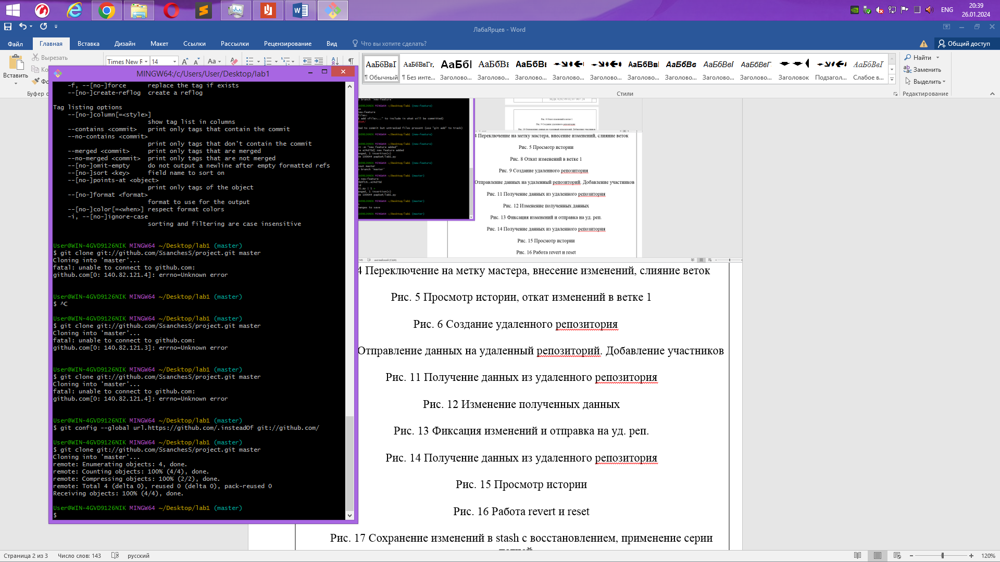 ENG
20:39
26.01.2024
ЛабаЯрцев - Word
Файл Главная Вставка Дизайн Макет Ссылки Рассылки Рецензирование Вид Что вы хотите сделать? Общий доступ
Вырезать
Вставить
Буфер о
Times New F 14
АаБбВвГ АаБбВвГг, АаБбВ
¶ Обычный ¶ Без инте... Заголово... Заголово... Заголово... Заголово... Заголово... Заголово... Заголово... Заголово... Заголово... Заголовок Подзагол... Слабое в...
Стили
Найти
Заменить
Выделить
Редактирование
MINGW64:/c/Users/User/Desktop/lab1
-f, --[no-]force replace the tag if exists
--[no-]create-reflog create a reflog
Tag listing options
--[no-]column[=<style>]
show tag list in columns
--contains <commit> print only tags that contain the commit
--no-contains <commit>
print only tags that don't contain the commit
--merged <commit> print only tags that are merged
--no-merged <commit> print only tags that are not merged
--[no-]omit-empty do not output a newline after empty formatted refs
--[no-]sort <key> field name to sort on
--[no-]points-at <object>
print only tags of the object
--[no-]format <format>
format to use for the output
--[no-]color[=<when>] respect format colors
-i, --[no-]ignore-case
sorting and filtering are case insensitive
User@WIN-4GVD9126NIK MINGW64 ~/Desktop/lab1 (master)
$ git clone git://github.com/SsanchesS/project.git master
Cloning into 'master'...
fatal: unable to connect to github.com:
github.com[0: 140.82.121.4]: errno=Unknown error
User@WIN-4GVD9126NIK MINGW64 ~/Desktop/lab1 (master)
$ ^C
User@WIN-4GVD9126NIK MINGW64 ~/Desktop/lab1 (master)
$ git clone git://github.com/SsanchesS/project.git master
Cloning into 'master'...
fatal: unable to connect to github.com:
github.com[0: 140.82.121.3]: errno=Unknown error
User@WIN-4GVD9126NIK MINGW64 ~/Desktop/lab1 (master)
$ git clone git://github.com/SsanchesS/project.git master
Cloning into 'master'...
fatal: unable to connect to github.com:
github.com[0: 140.82.121.4]: errno=Unknown error
User@WIN-4GVD9126NIK MINGW64 ~/Desktop/lab1 (master)
$ git config --global url.https://github.com/.insteadOf git://github.com/
User@WIN-4GVD9126NIK MINGW64 ~/Desktop/lab1 (master)
$ git clone git://github.com/SsanchesS/project.git master
Cloning into 'master'...
remote: Enumerating objects: 4, done.
remote: Counting objects: 100% (4/4), done.
remote: Compressing objects: 100% (2/2), done.
remote: Total 4 (delta 0), reused 0 (delta 0), pack-reused 0
Receiving objects: 100% (4/4), done.
User@WIN-4GVD9126NIK MINGW64 ~/Desktop/lab1 (master)
$
4 Переключение на метку мастера, внесение изменений, слияние веток
Рис. 5 Просмотр истории
Рис. 8 Откат изменений в ветке 1
Рис. 9 Создание удаленного репозитория
Отправление данных на удаленный репозиторий. Добавление участников
Рис. 11 Получение данных из удаленного репозитория
Рис. 12 Изменение полученных данных
Рис. 13 Фиксация изменений и отправка на уд. реп.
Рис. 14 Получение данных из удаленного репозитория
Рис. 15 Просмотр истории
Рис. 16 Работа revert и reset
4 Переключение на метку мастера, внесение изменений, слияние веток
Рис. 5 Просмотр истории, откат изменений в ветке 1
Рис. 6 Создание удаленного репозитория
Отправление данных на удаленный репозиторий. Добавление участников
Рис. 11 Получение данных из удаленного репозитория
Рис. 12 Изменение полученных данных
Рис. 13 Фиксация изменений и отправка на уд. реп.
Рис. 14 Получение данных из удаленного репозитория
Рис. 15 Просмотр истории
Рис. 16 Работа revert и reset
Рис. 17 Сохранение изменений в stash с восстановлением, применение серии
Страница 2 из 3 Число слов: 143 русский 120%